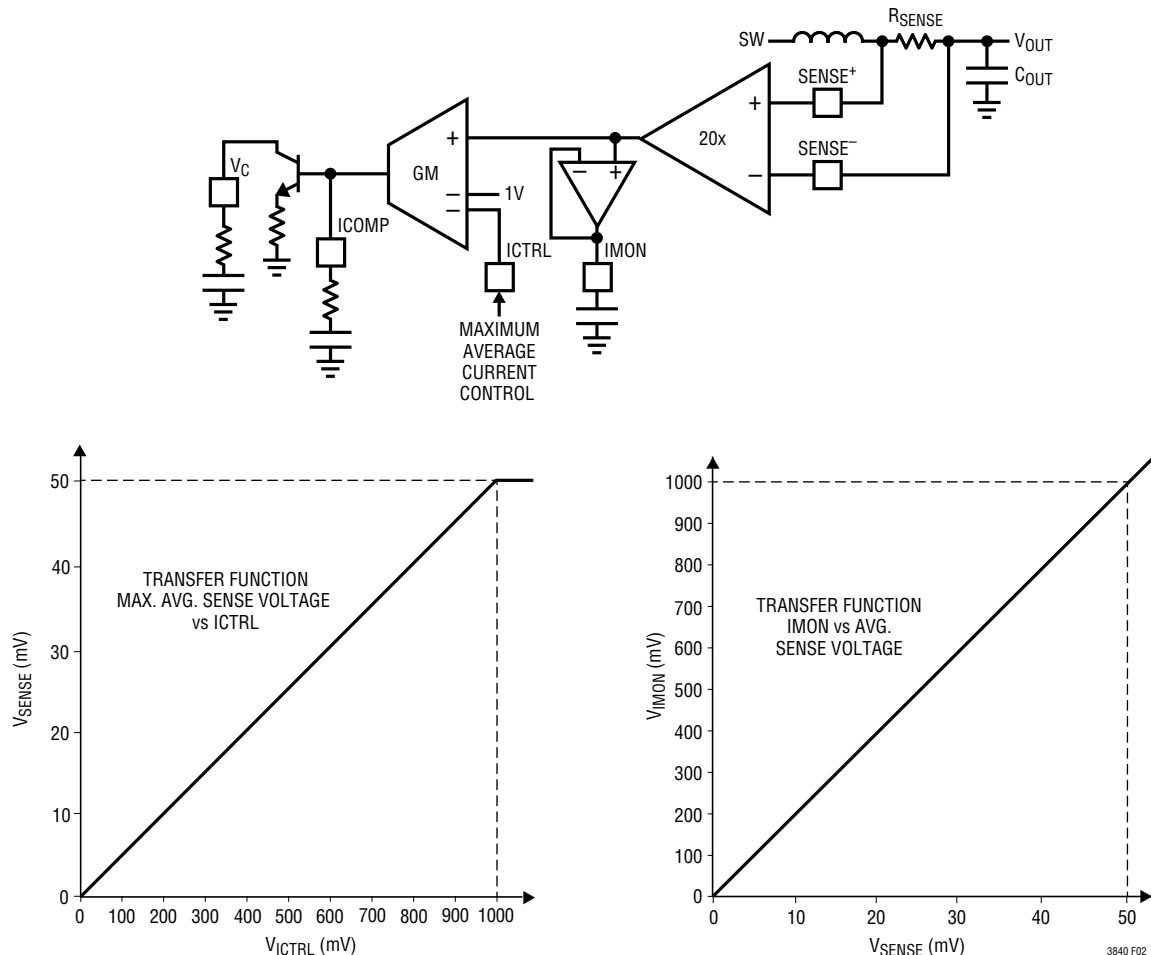 RSENSE
SW
VOUT
SENSE+
COUT
+
20x
SENSE–
–
+
GM
–
1V
–
– +
VC
ICOMP
ICTRL
IMON
MAXIMUM
AVERAGE
CURRENT
CONTROL
50
40
30
20
10
0
VSENSE (mV)
TRANSFER FUNCTION
MAX. AVG. SENSE VOLTAGE
vs ICTRL
0 100 200 300 400 500 600 700 800 900 1000
VICTRL (mV)
1000
900
800
700
600
500
400
300
200
100
0
VIMON (mV)
TRANSFER FUNCTION
IMON vs AVG.
SENSE VOLTAGE
0 10 20 30 40 50
VSENSE (mV)
3840 F02